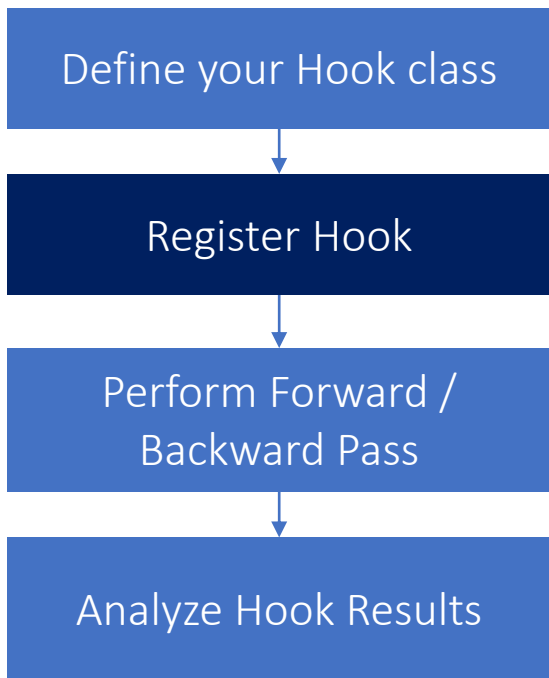 Define your Hook class
Register Hook
Perform Forward /
Backward Pass
Analyze Hook Results